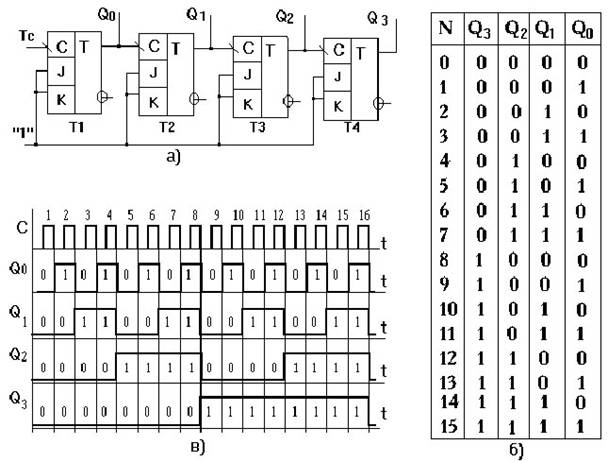 Q0 Q1 Q2 Q3
Tc C T C T C T C T
J J J J
K K K K
T1 T2 T3 T4
"1"
а)
1 2 3 4 5 6 7 8 9 10 11 12 13 14 15 16
C t
Q0 0 1 0 1 0 1 0 1 0 1 0 1 0 1 0 1 t
Q1 0 0 1 1 0 0 1 1 0 0 1 1 0 0 1 1 t
Q2 0 0 0 0 1 1 1 1 0 0 0 0 1 1 1 1 t
Q3 0 0 0 0 0 0 0 0 1 1 1 1 1 1 1 1 t
в)
N Q3 Q2 Q1 Q0
0 0 0 0 0
1 0 0 0 1
2 0 0 1 0
3 0 0 1 1
4 0 1 0 0
5 0 1 0 1
6 0 1 1 0
7 0 1 1 1
8 1 0 0 0
9 1 0 0 1
10 1 0 1 0
11 1 0 1 1
12 1 1 0 0
13 1 1 0 1
14 1 1 1 0
15 1 1 1 1
б)